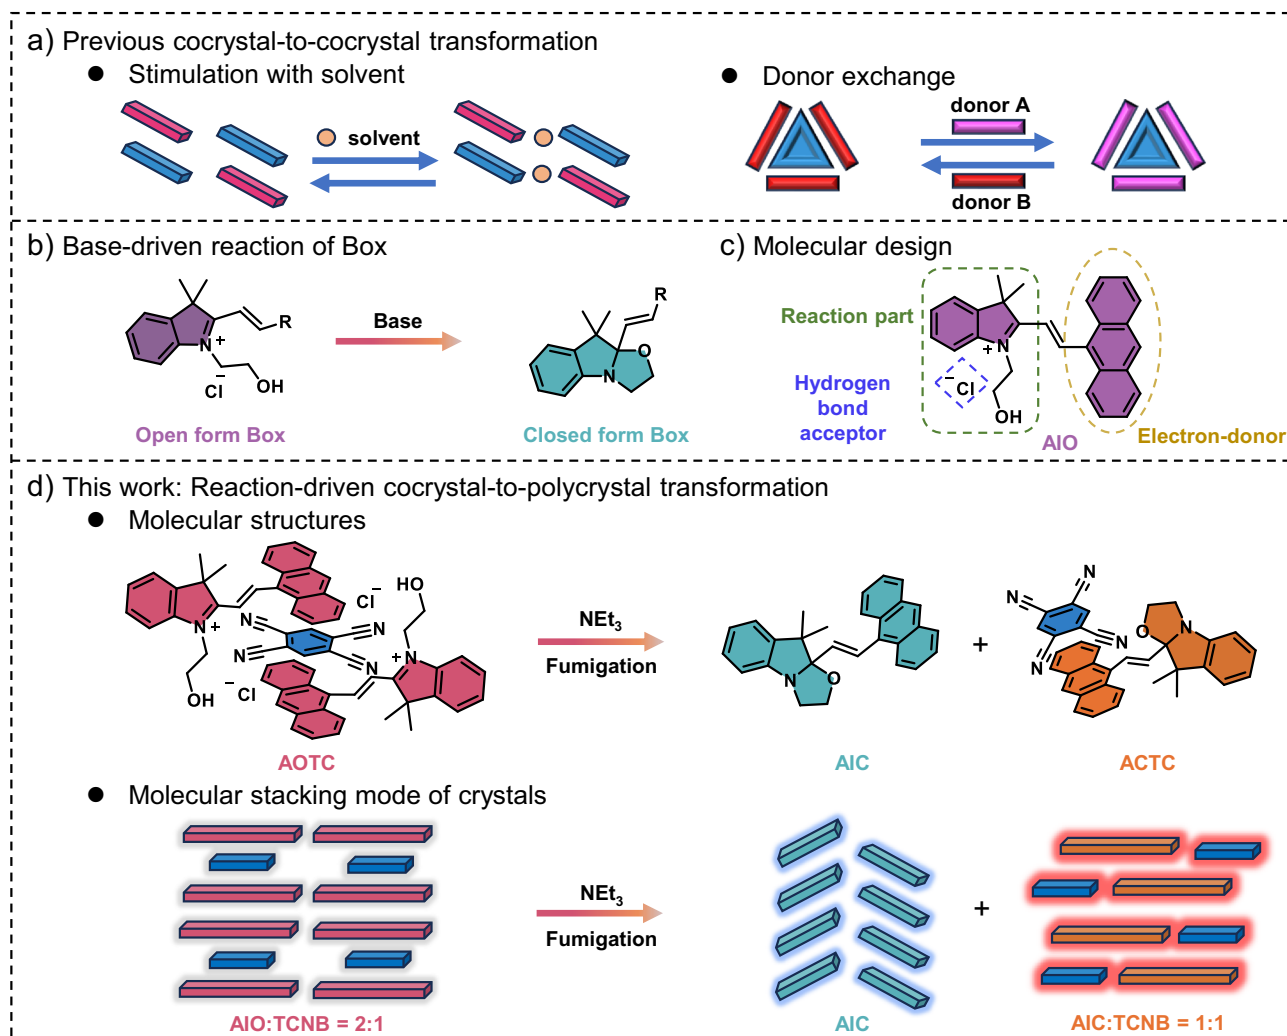 a) Previous cocrystal-to-cocrystal transformation
● Stimulation with solvent
● Donor exchange
solvent
donor A
donor B
b) Base-driven reaction of Box
R
N
+
−
Cl
OH
Base
R
O
N
Open form Box
Closed form Box
c) Molecular design
Reaction part
N
+
−
Cl
OH
Hydrogen
bond
acceptor
Electron-donor
AIO
d) This work: Reaction-driven cocrystal-to-polycrystal transformation
● Molecular structures
HO
Cl−
N
+
N
N
N
N
+
N
OH
−
Cl
AOTC
NEt3
Fumigation
N
O
AIC
+
N
N
N
N
O
N
ACTC
● Molecular stacking mode of crystals
NEt3
Fumigation
+
AIO:TCNB = 2:1
AIC
AIC:TCNB = 1:1